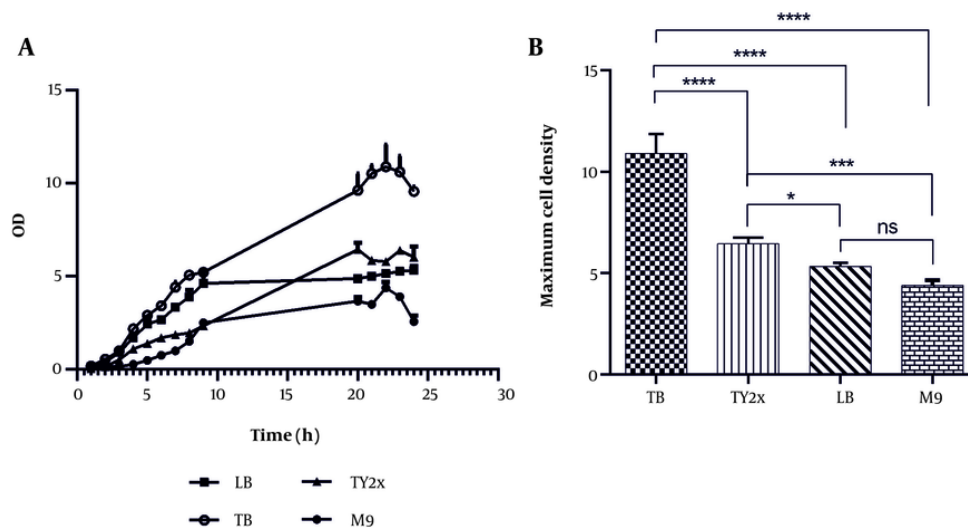 A
15
10
5
0
OD
0 5 10 15 20 25 30
Time (h)
LB TY2x
TB M9
B
****
****
****
***
*
ns
15
10
5
0
Maximum cell density
TB TY2x LB M9